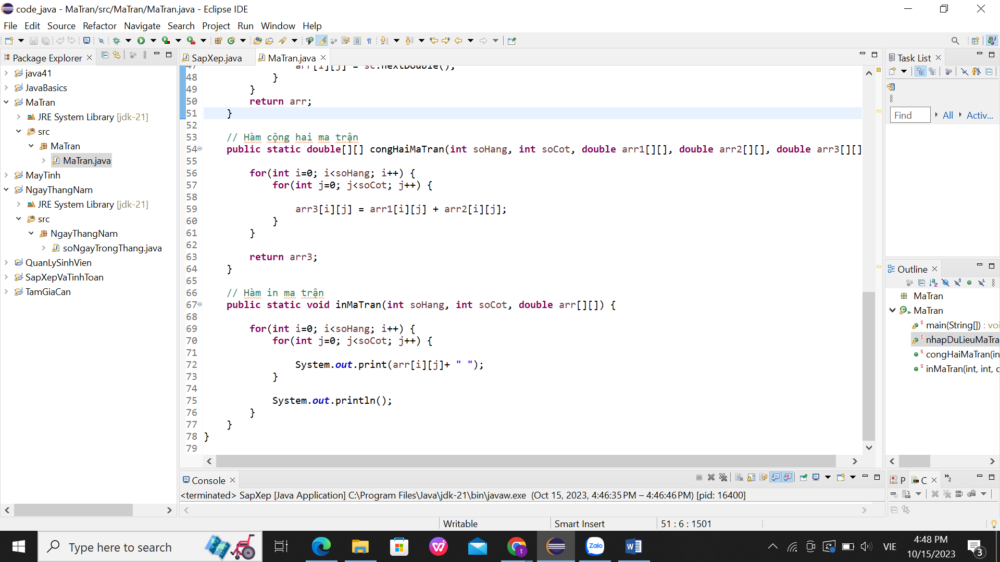 code_java - MaTran/src/MaTran/MaTran.java - Eclipse IDE
File Edit Source Refactor Navigate Search Project Run Window Help
Package Explorer
java41
JavaBasics
MaTran
JRE System Library [jdk-21]
src
MaTran
MaTran.java
MayTinh
NgayThangNam
JRE System Library [jdk-21]
src
NgayThangNam
soNgayTrongThang.java
QuanLySinhVien
SapXepVaTinhToan
TamGiaCan
SapXep.java MaTran.java
47 arr[i][j] = sc.nextDouble();
48 }
49 }
50 return arr;
51 }
52
53 // Hàm cộng hai ma trận
54 public static double[][] congHaiMaTran(int soHang, int soCot, double arr1[][], double arr2[][], double arr3[][]
55
56 for(int i=0; i<soHang; i++) {
57 for(int j=0; j<soCot; j++) {
58
59 arr3[i][j] = arr1[i][j] + arr2[i][j];
60 }
61 }
62
63 return arr3;
64 }
65
66 // Hàm in ma trận
67 public static void inMaTran(int soHang, int soCot, double arr[][]) {
68
69 for(int i=0; i<soHang; i++) {
70 for(int j=0; j<soCot; j++) {
71
72 System.out.print(arr[i][j]+ " ");
73 }
74
75 System.out.println();
76 }
77 }
78 }
79
Console
<terminated> SapXep [Java Application] C:\Program Files\Java\jdk-21\bin\javaw.exe (Oct 15, 2023, 4:46:35 PM – 4:46:46 PM) [pid: 16400]
Task List
Find All Activ...
Outline
MaTran
MaTran
main(String[]) : voi
nhapDuLieuMaTra
congHaiMaTran(in
inMaTran(int, int, d
P C 2
Writable Smart Insert 51 : 6 : 1501
Type here to search
Zalo
VIE
4:48 PM
10/15/2023
3